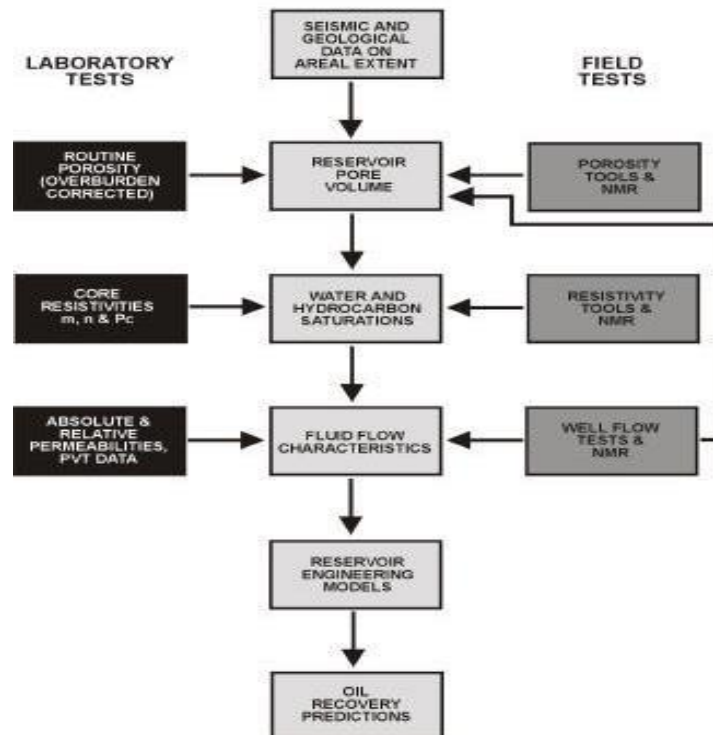 SEISMIC AND
GEOLOGICAL
DATA ON
AREAL EXTENT
LABORATORY
TESTS
FIELD
TESTS
ROUTINE
POROSITY
(OVERBURDEN
CORRECTED)
RESERVOIR
PORE
VOLUME
POROSITY
TOOLS &
NMR
CORE
RESISTIVITIES
m, n & Pc
WATER AND
HYDROCARBON
SATURATIONS
RESISTIVITY
TOOLS &
NMR
ABSOLUTE &
RELATIVE
PERMEABILITIES,
PVT DATA
FLUID FLOW
CHARACTERISTICS
WELL FLOW
TESTS &
NMR
RESERVOIR
ENGINEERING
MODELS
OIL
RECOVERY
PREDICTIONS